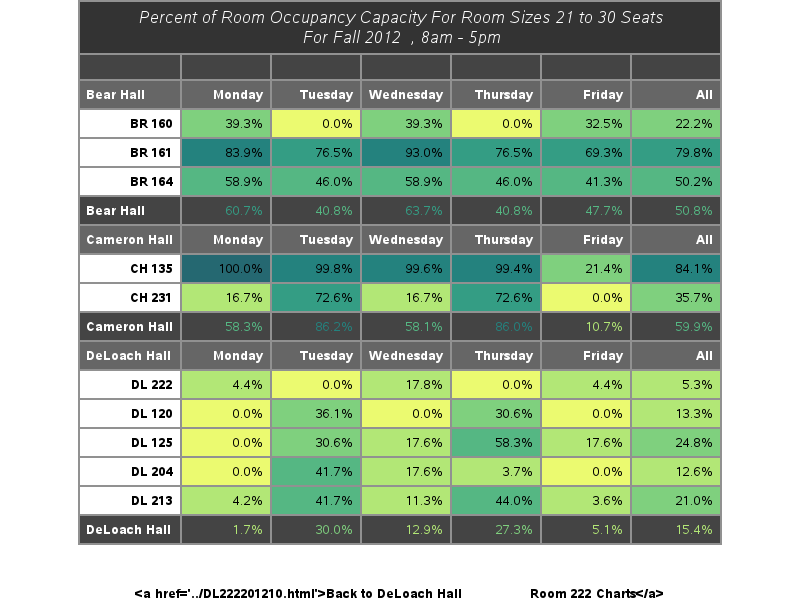 Percent of Room Occupancy Capacity For Room Sizes 21 to 30 Seats
For Fall 2012 , 8am - 5pm
Bear Hall Monday Tuesday Wednesday Thursday Friday All
BR 160 39.3% 0.0% 39.3% 0.0% 32.5% 22.2%
BR 161 83.9% 76.5% 93.0% 76.5% 69.3% 79.8%
BR 164 58.9% 46.0% 58.9% 46.0% 41.3% 50.2%
Bear Hall 60.7% 40.8% 63.7% 40.8% 47.7% 50.8%
Cameron Hall Monday Tuesday Wednesday Thursday Friday All
CH 135 100.0% 99.8% 99.6% 99.4% 21.4% 84.1%
CH 231 16.7% 72.6% 16.7% 72.6% 0.0% 35.7%
Cameron Hall 58.3% 86.2% 58.1% 86.0% 10.7% 59.9%
DeLoach Hall Monday Tuesday Wednesday Thursday Friday All
DL 222 4.4% 0.0% 17.8% 0.0% 4.4% 5.3%
DL 120 0.0% 36.1% 0.0% 30.6% 0.0% 13.3%
DL 125 0.0% 30.6% 17.6% 58.3% 17.6% 24.8%
DL 204 0.0% 41.7% 17.6% 3.7% 0.0% 12.6%
DL 213 4.2% 41.7% 11.3% 44.0% 3.6% 21.0%
DeLoach Hall 1.7% 30.0% 12.9% 27.3% 5.1% 15.4%
<a href='../DL222201210.html'>Back to DeLoach Hall Room 222 Charts</a>